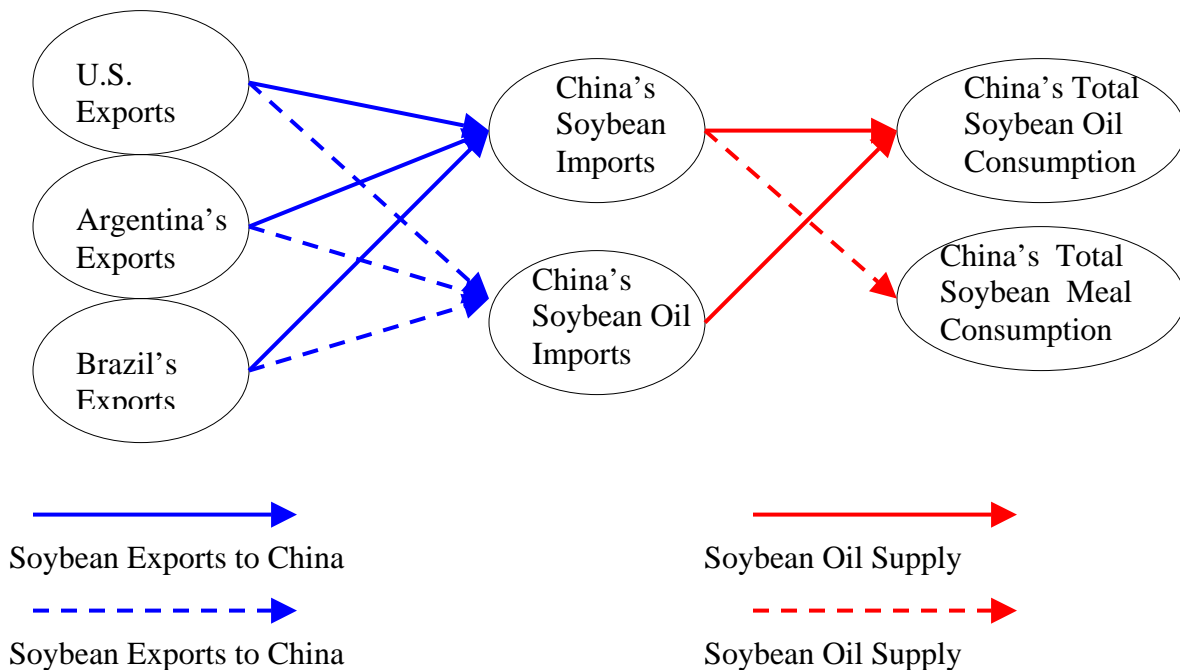 U.S.
Exports
Argentina's
Exports
Brazil's
Exports
China's
Soybean
Imports
China's
Soybean Oil
Imports
China's Total
Soybean Oil
Consumption
China's Total
Soybean Meal
Consumption
Soybean Exports to China
Soybean Oil Supply
Soybean Exports to China
Soybean Oil Supply